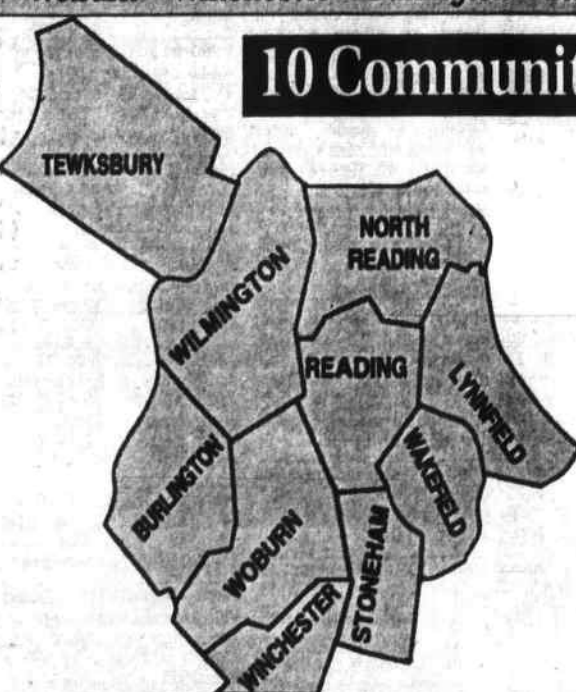 10 Communit
TEWKSBURY
NORTH
READING
WILMINGTON
READING
LYNNFIELD
BURLINGTON
WAKEFIELD
WOBURN
STONEHAM
WINCHESTER